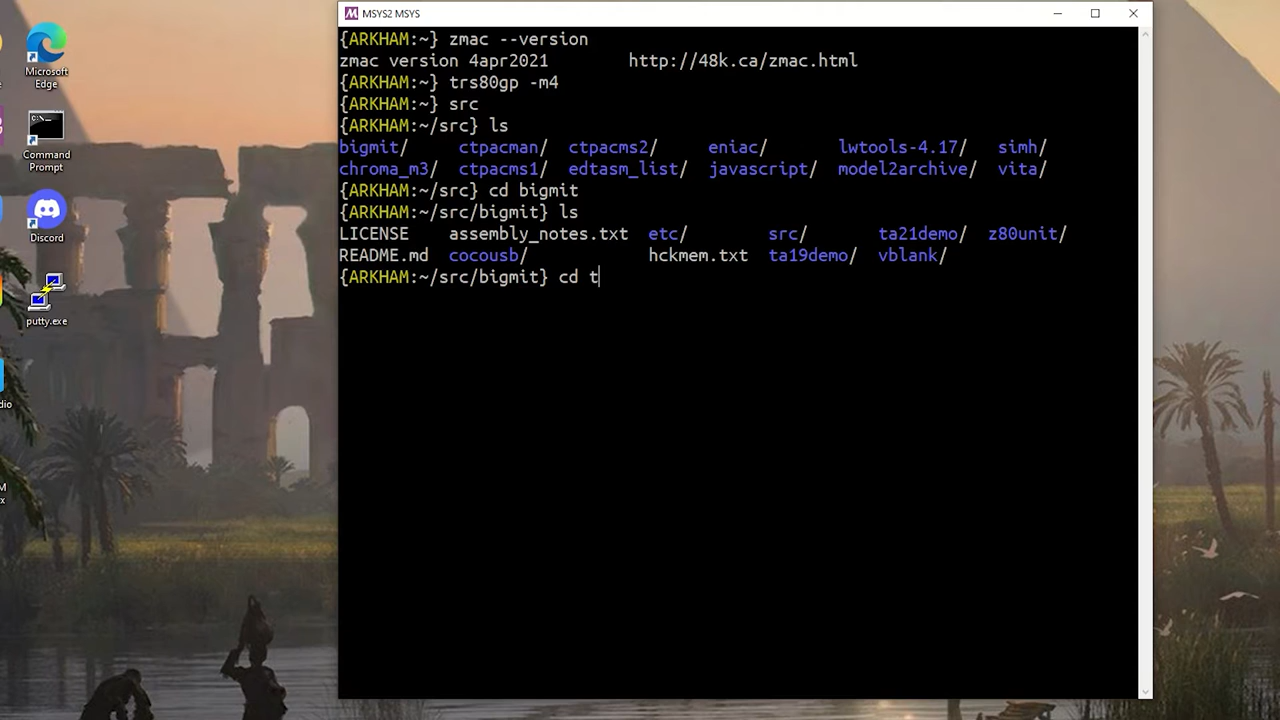 Microsoft
Edge
Command
Prompt
Discord
putty.exe
dio
M
x
MSYS2 MSYS
{ARKHAM:~} zmac --version
zmac version 4apr2021 http://48k.ca/zmac.html
{ARKHAM:~} trs80gp -m4
{ARKHAM:~} src
{ARKHAM:~/src} ls
bigmit/ ctpacman/ ctpacms2/ eniac/ lwtools-4.17/ simh/
chroma_m3/ ctpacms1/ edtasm_list/ javascript/ model2archive/ vita/
{ARKHAM:~/src} cd bigmit
{ARKHAM:~/src/bigmit} ls
LICENSE assembly_notes.txt etc/ src/ ta21demo/ z80unit/
README.md cocousb/ hckmem.txt ta19demo/ vblank/
{ARKHAM:~/src/bigmit} cd t